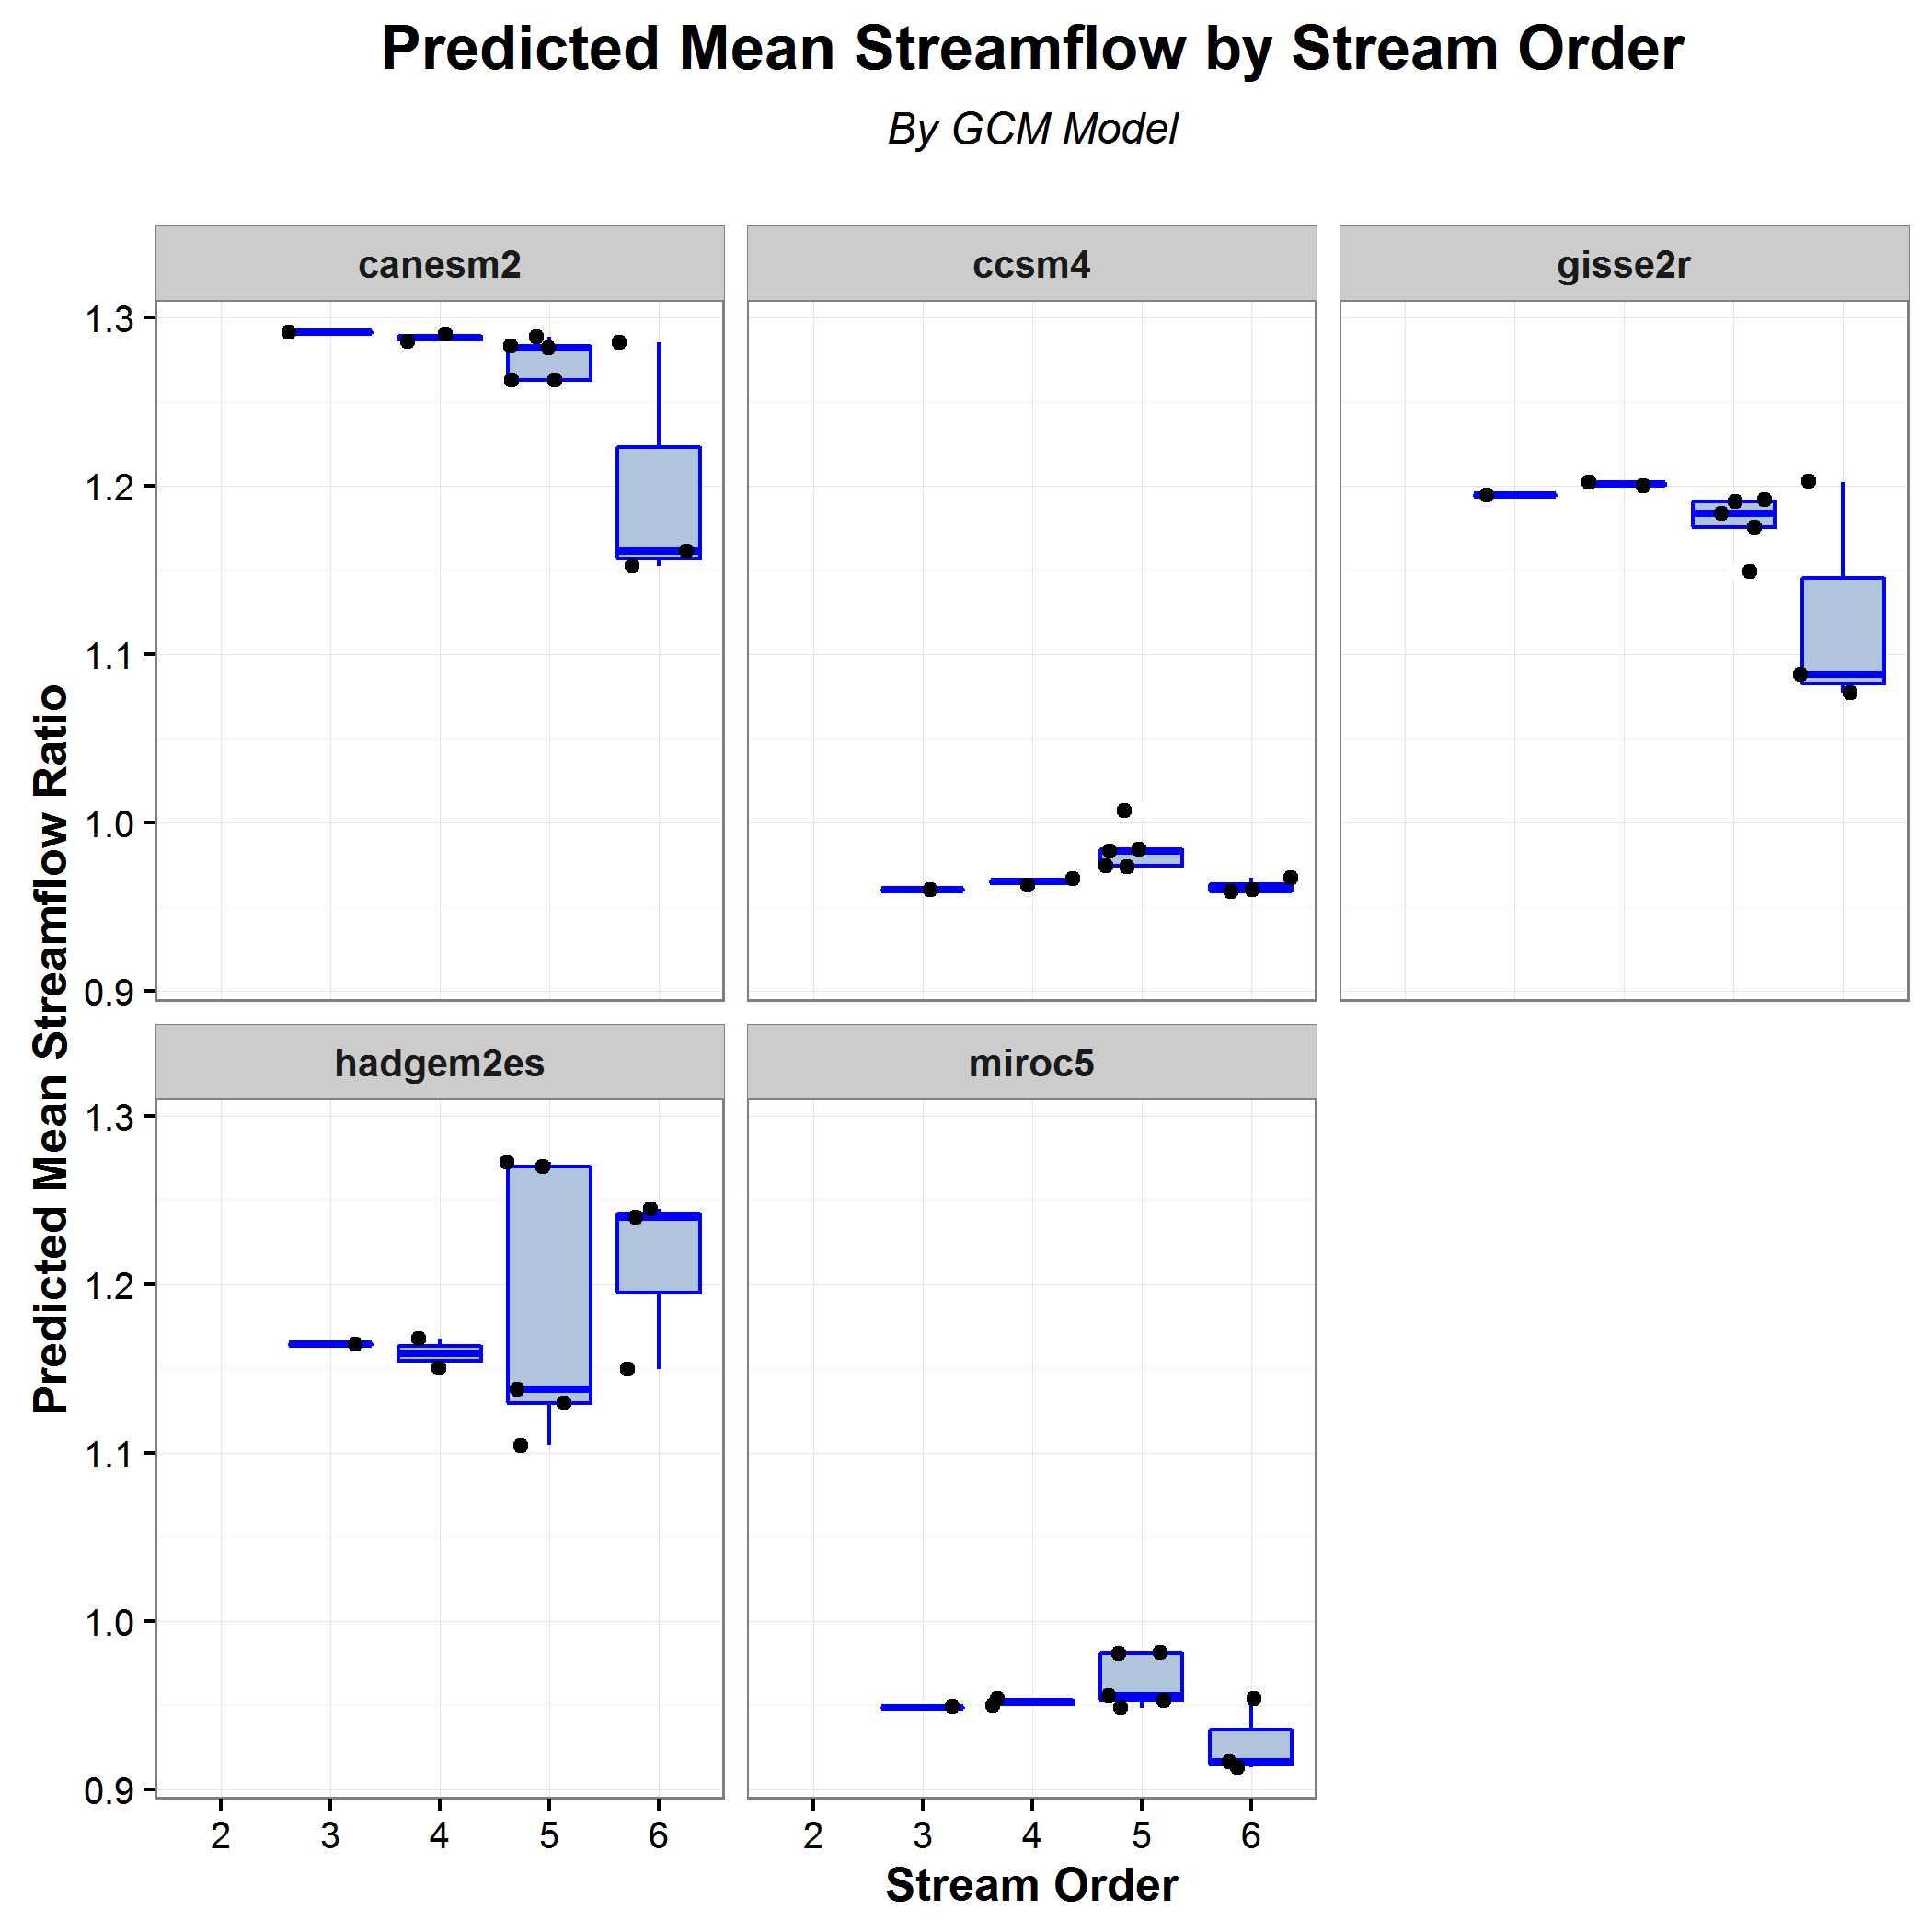 Predicted Mean Streamflow by Stream Order
By GCM Model
canesm2
ccsm4
gisse2r
1.3
1.2
1.1
1.0
0.9
Predicted Mean Streamflow Ratio
hadgem2es
miroc5
1.3
1.2
1.1
1.0
0.9
2 3 4 5 6
2 3 4 5 6
Stream Order